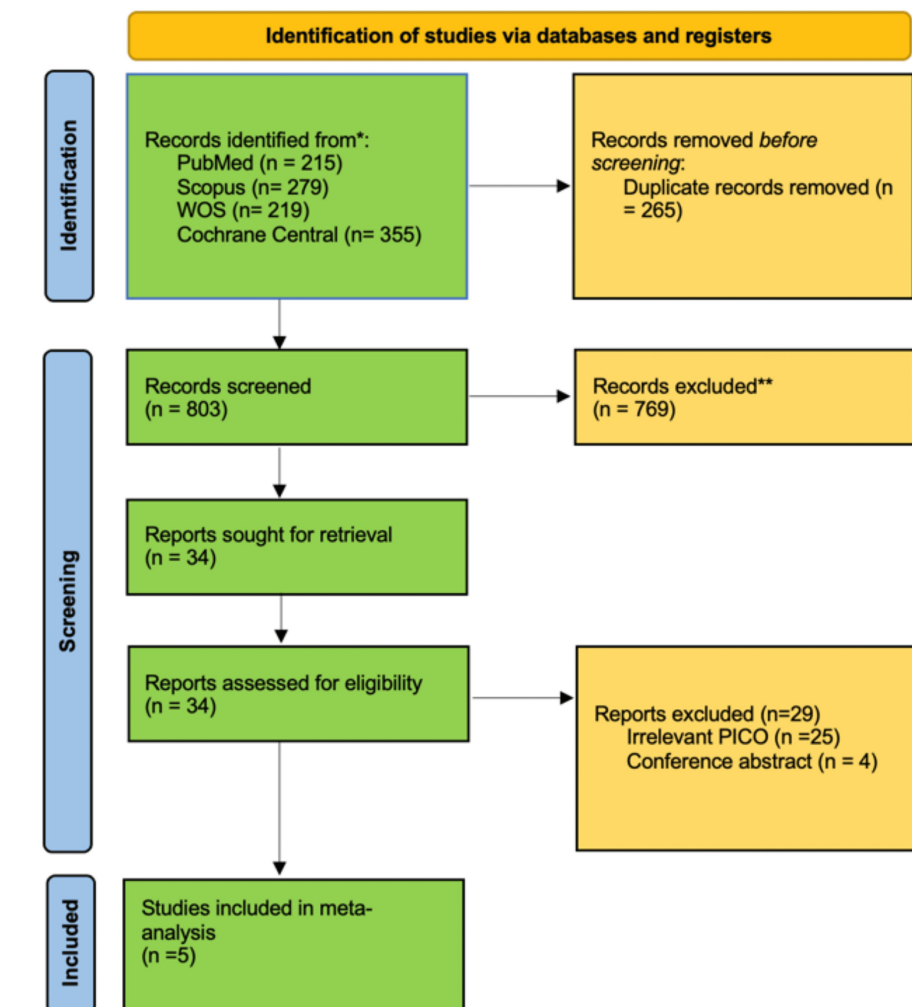 Identification of studies via databases and registers
Identification
Records identified from*:
PubMed (n = 215)
Scopus (n= 279)
WOS (n= 219)
Cochrane Central (n= 355)
Records removed before
screening:
Duplicate records removed (n
= 265)
Screening
Records screened
(n = 803)
Records excluded**
(n = 769)
Reports sought for retrieval
(n = 34)
Reports assessed for eligibility
(n = 34)
Reports excluded (n=29)
Irrelevant PICO (n =25)
Conference abstract (n = 4)
Included
Studies included in meta-
analysis
(n =5)